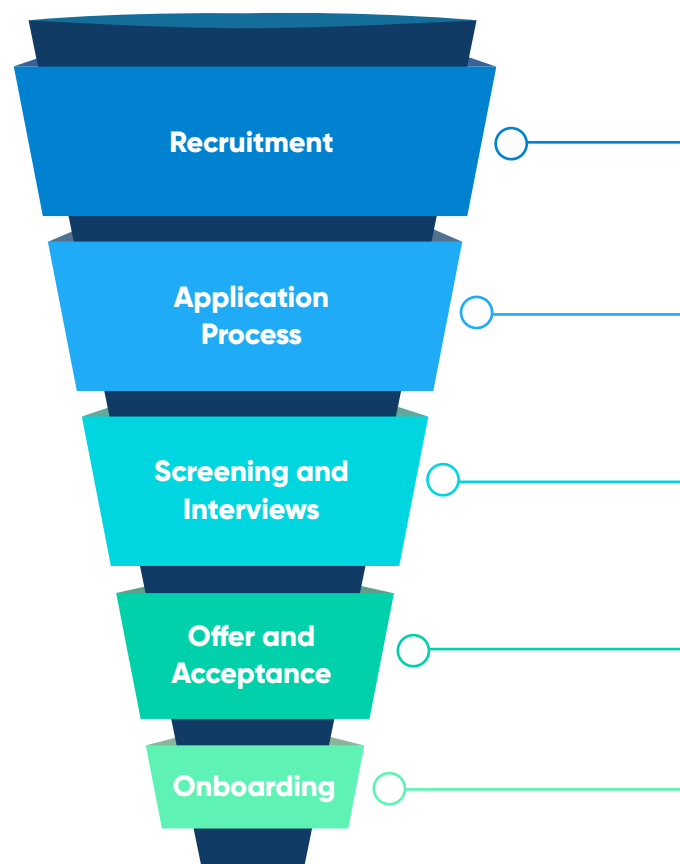 Recruitment
Application
Process
Screening and
Interviews
Offer and
Acceptance
Onboarding